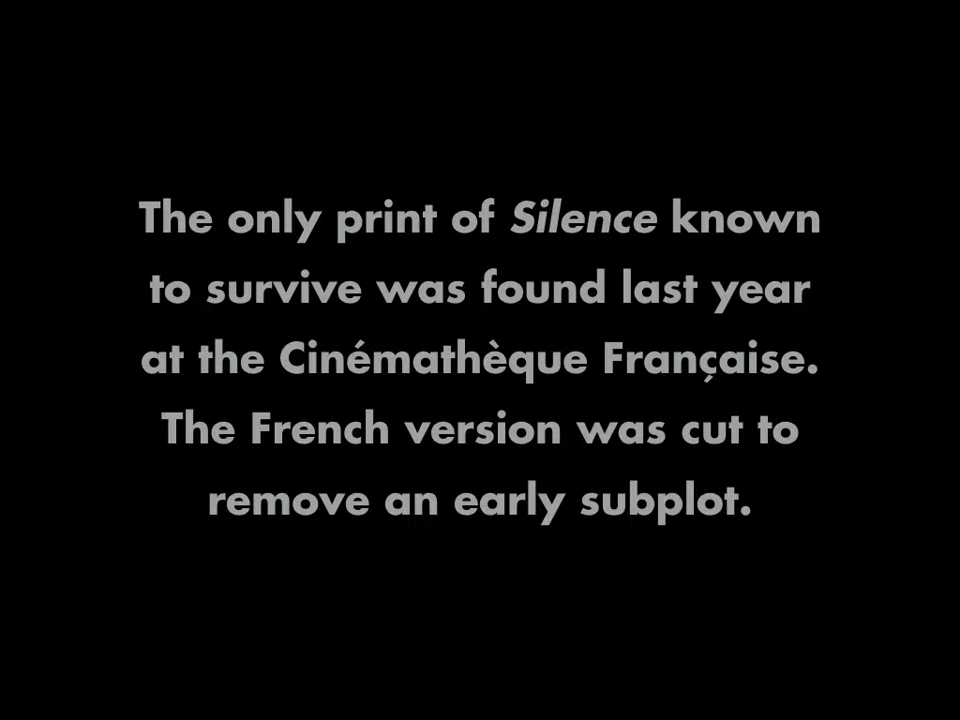 The only print of Silence known
to survive was found last year
at the Cinémathèque Française.
The French version was cut to
remove an early subplot.